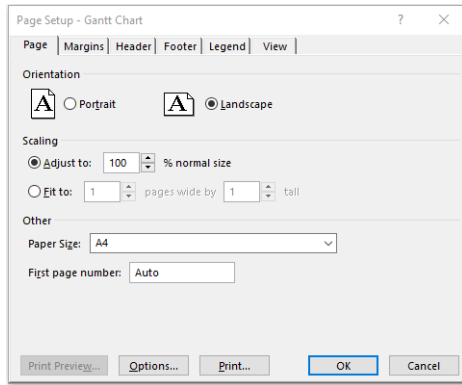 Page Setup - Gantt Chart ? ×
Page Margins Header Footer Legend View
Orientation
A Portrait A Landscape
Scaling
Adjust to: 100 % normal size
Fit to: 1 pages wide by 1 tall
Other
Paper Size: A4
First page number: Auto
Print Preview... Options... Print... OK Cancel